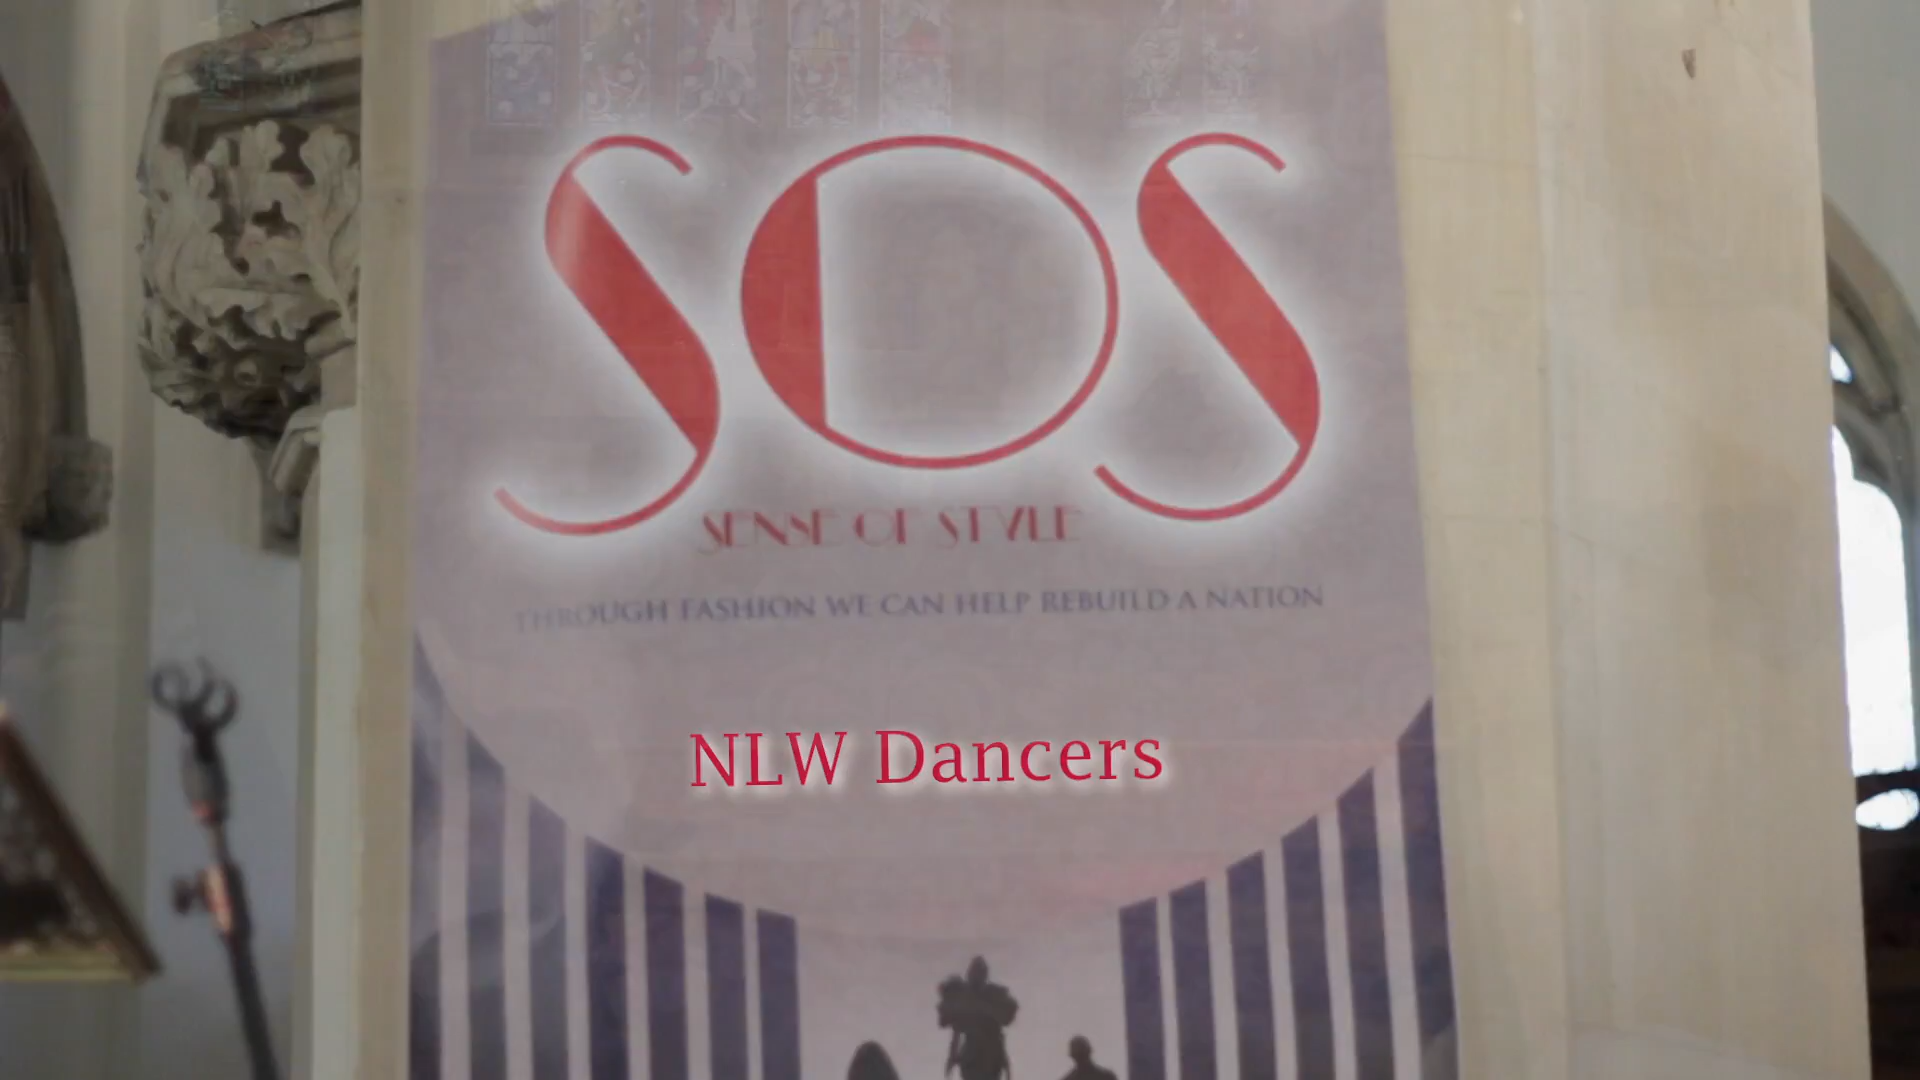 SOS
SENSE OF STYLE
THROUGH FASHION WE CAN HELP REBUILD A NATION
NLW Dancers